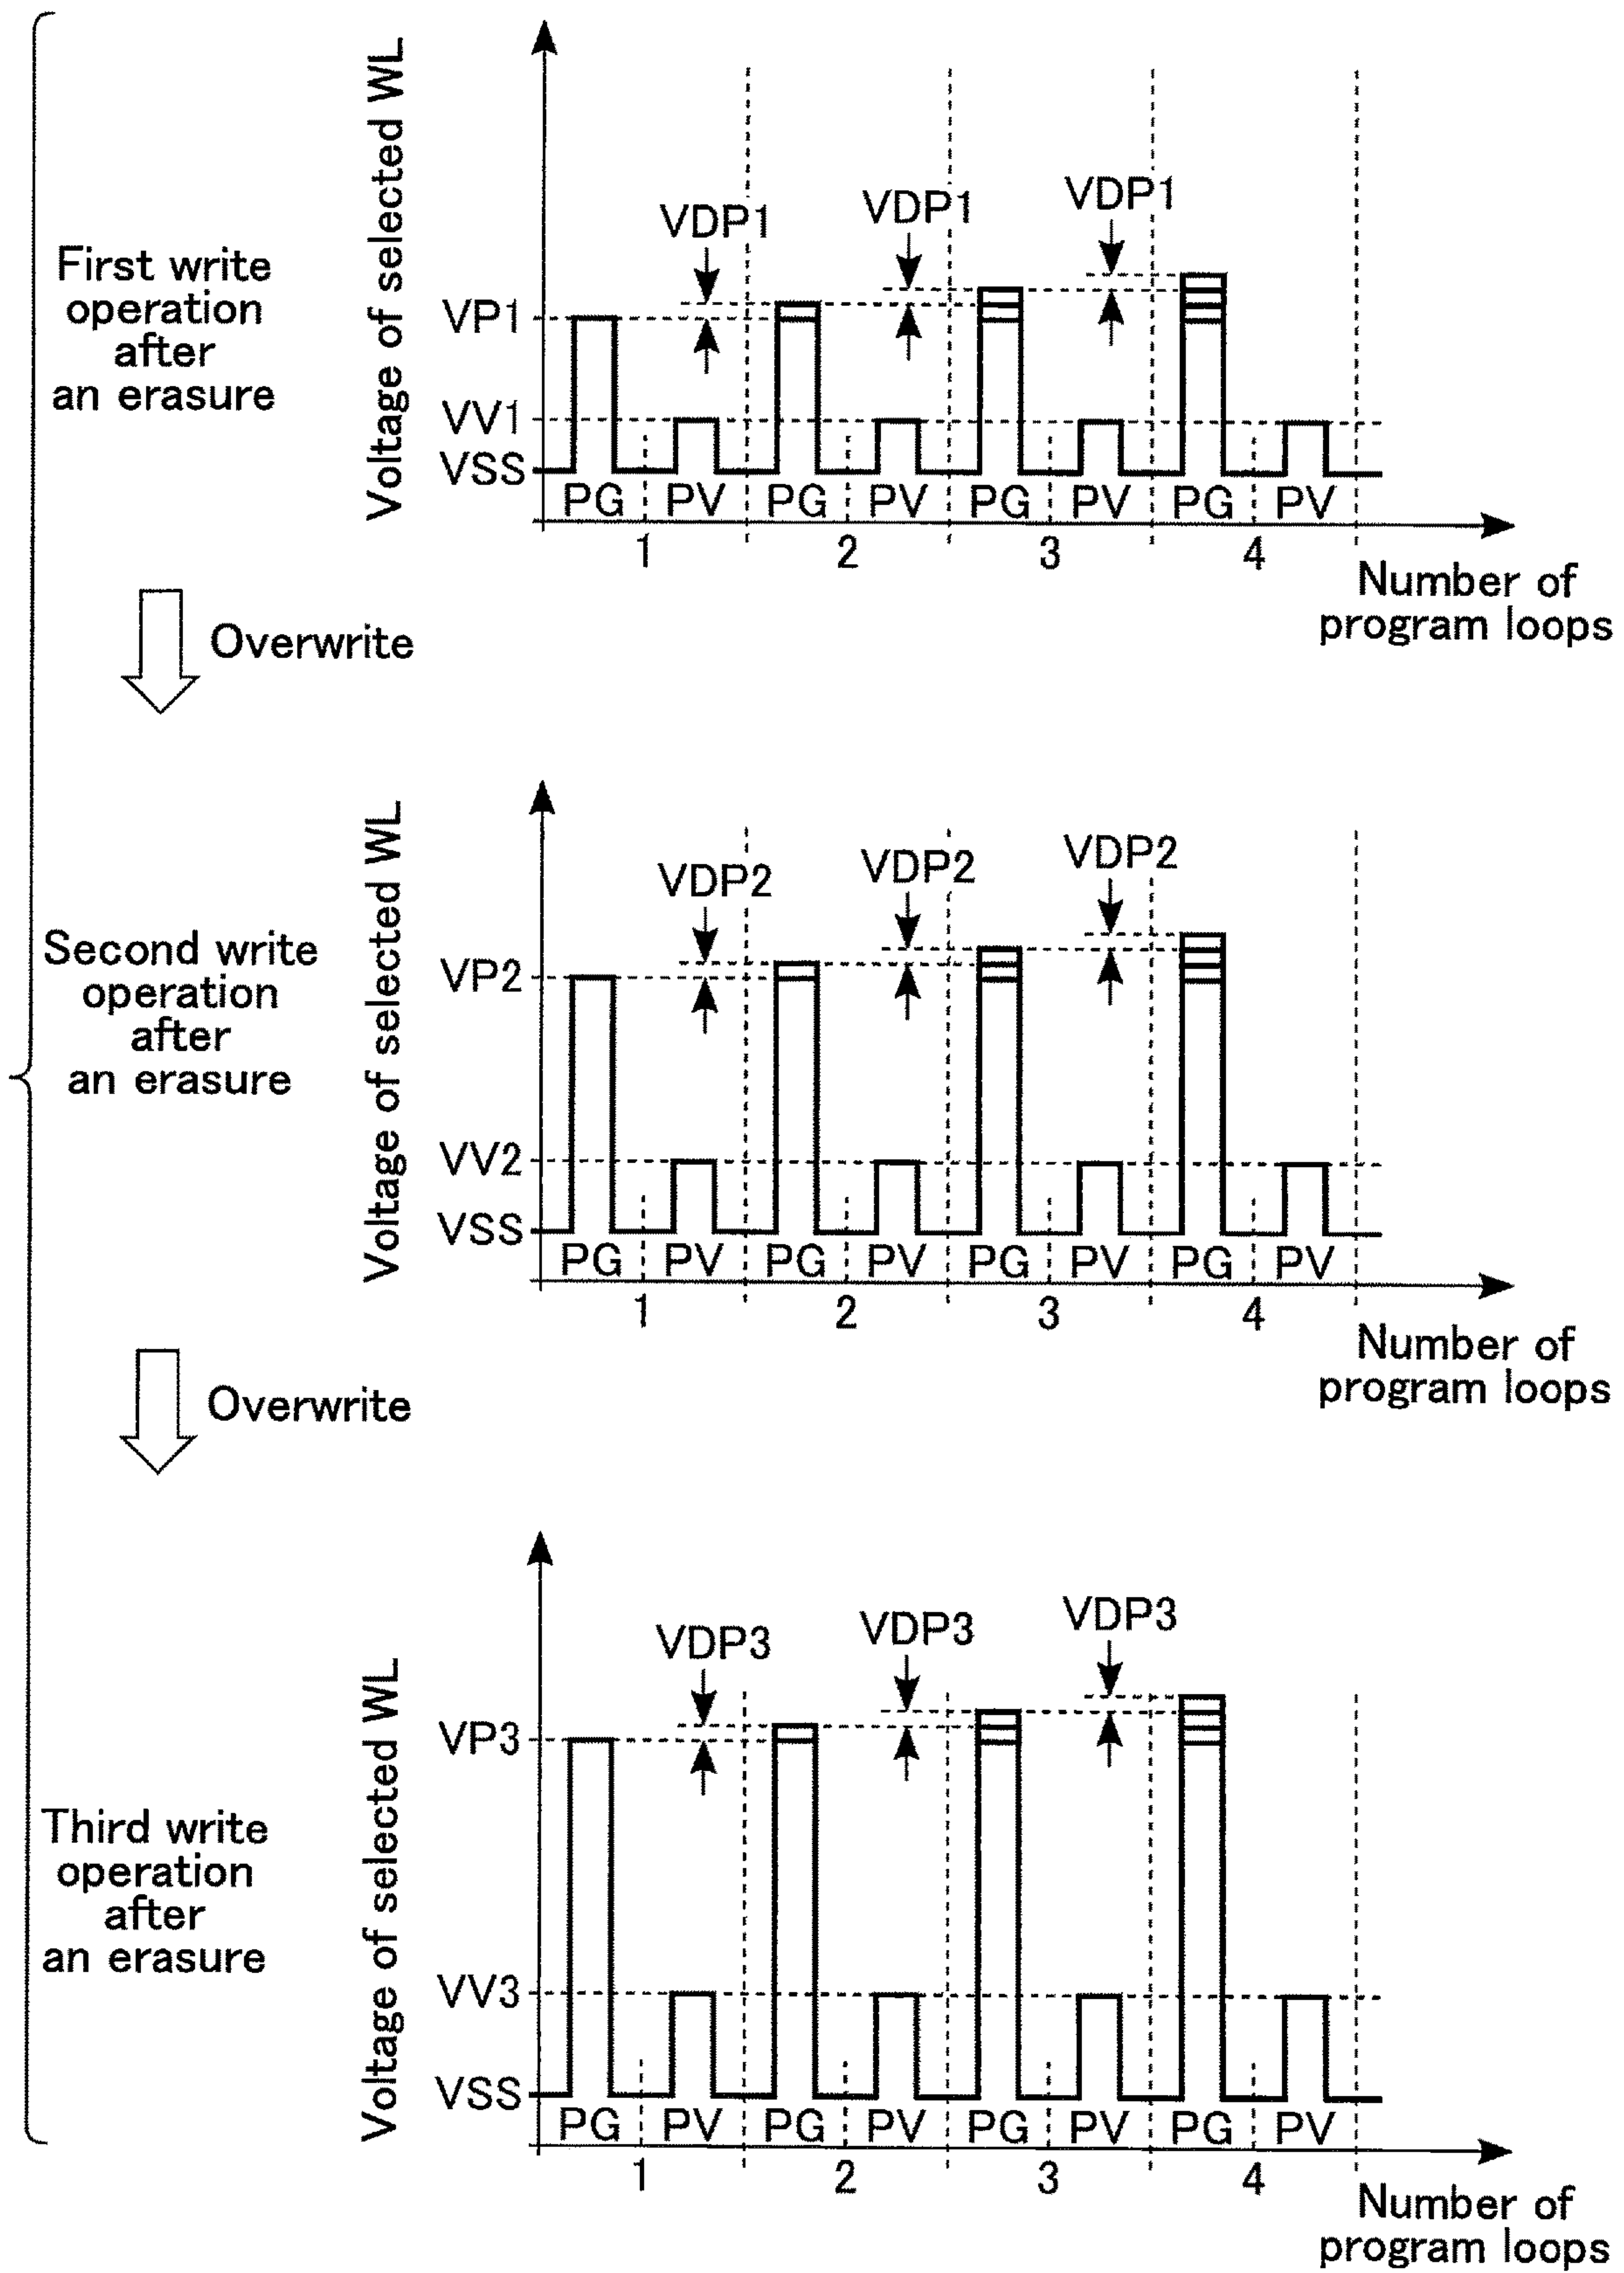 Voltage of selected WL
First write
operation
after
an erasure
VDP1 VDP1 VDP1
VP1
VV1
VSS
PG PV PG PV PG PV PG PV
1 2 3 4
Number of
program loops
Overwrite
Voltage of selected WL
Second write
operation
after
an erasure
VDP2 VDP2 VDP2
VP2
VV2
VSS
PG PV PG PV PG PV PG PV
1 2 3 4
Number of
program loops
Overwrite
Voltage of selected WL
Third write
operation
after
an erasure
VDP3 VDP3 VDP3
VP3
VV3
VSS
PG PV PG PV PG PV PG PV
1 2 3 4
Number of
program loops